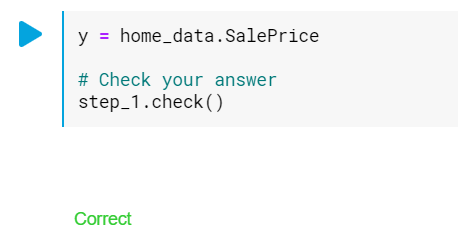 y = home_data.SalePrice
# Check your answer
step_1.check()
Correct